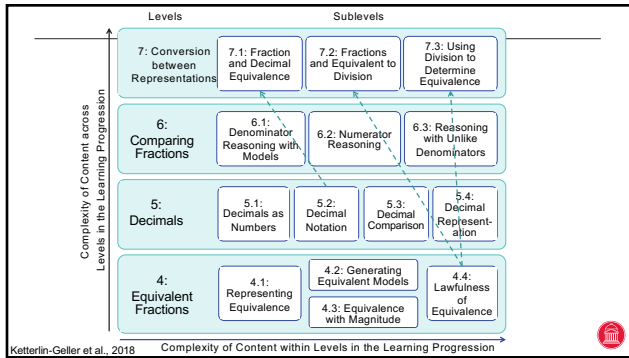 Levels
Sublevels
Complexity of Content across
Levels in the Learning Progression
7: Conversion
between
Representations
7.1: Fraction
and Decimal
Equivalence
7.2: Fractions
and Equivalent to
Division
7.3: Using
Division to
Determine
Equivalence
6:
Comparing
Fractions
6.1:
Denominator
Reasoning with
Models
6.2: Numerator
Reasoning
6.3: Reasoning
with Unlike
Denominators
5:
Decimals
5.1:
Decimals as
Numbers
5.2:
Decimal
Notation
5.3:
Decimal
Comparison
5.4:
Decimal
Represent-
ation
4:
Equivalent
Fractions
4.1:
Representing
Equivalence
4.2: Generating
Equivalent Models
4.3: Equivalence
with Magnitude
4.4:
Lawfulness
of
Equivalence
Ketterlin-Geller et al., 2018
Complexity of Content within Levels in the Learning Progression